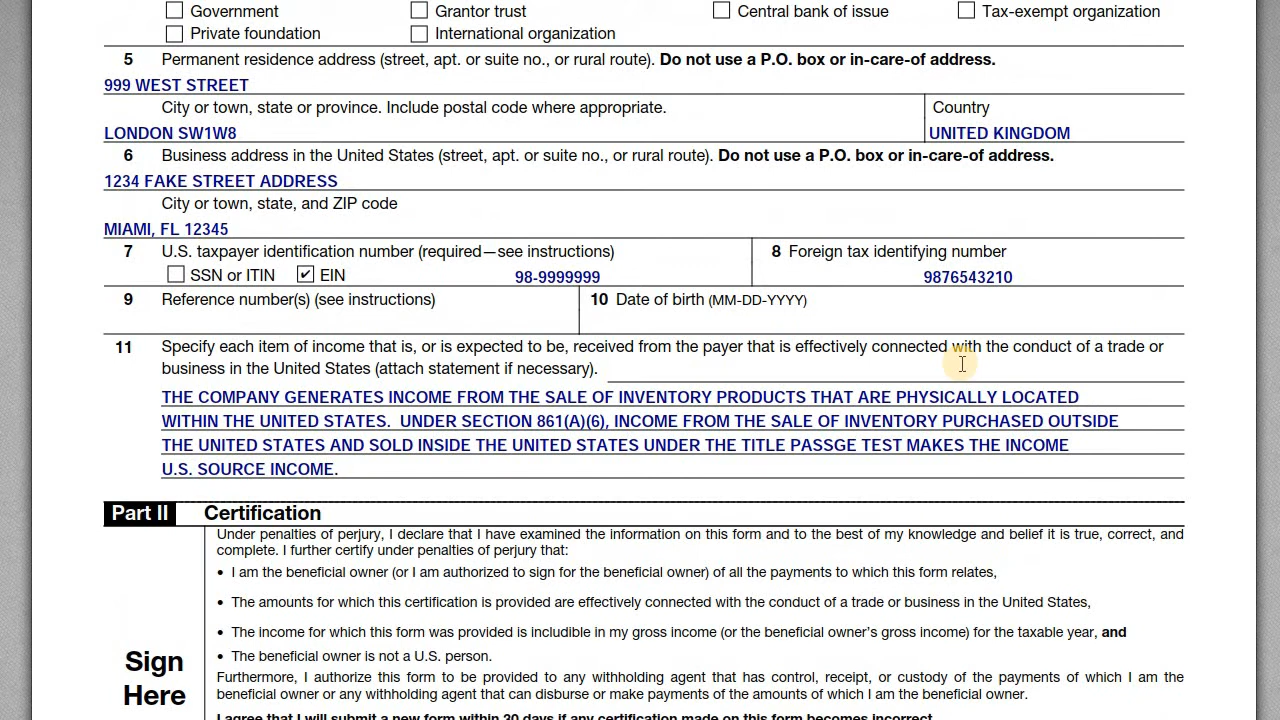 Government Grantor trust Central bank of issue Tax-exempt organization
Private foundation International organization
5 Permanent residence address (street, apt. or suite no., or rural route). Do not use a P.O. box or in-care-of address.
999 WEST STREET
City or town, state or province. Include postal code where appropriate. Country
LONDON SW1W8 UNITED KINGDOM
6 Business address in the United States (street, apt. or suite no., or rural route). Do not use a P.O. box or in-care-of address.
1234 FAKE STREET ADDRESS
City or town, state, and ZIP code
MIAMI, FL 12345
7 U.S. taxpayer identification number (required—see instructions) 8 Foreign tax identifying number
SSN or ITIN ✔ EIN 98-9999999 9876543210
9 Reference number(s) (see instructions) 10 Date of birth (MM-DD-YYYY)
11 Specify each item of income that is, or is expected to be, received from the payer that is effectively connected with the conduct of a trade or
business in the United States (attach statement if necessary).
THE COMPANY GENERATES INCOME FROM THE SALE OF INVENTORY PRODUCTS THAT ARE PHYSICALLY LOCATED
WITHIN THE UNITED STATES. UNDER SECTION 861(A)(6), INCOME FROM THE SALE OF INVENTORY PURCHASED OUTSIDE
THE UNITED STATES AND SOLD INSIDE THE UNITED STATES UNDER THE TITLE PASSGE TEST MAKES THE INCOME
U.S. SOURCE INCOME.
Part II Certification
Under penalties of perjury, I declare that I have examined the information on this form and to the best of my knowledge and belief it is true, correct, and
complete. I further certify under penalties of perjury that:
• I am the beneficial owner (or I am authorized to sign for the beneficial owner) of all the payments to which this form relates,
• The amounts for which this certification is provided are effectively connected with the conduct of a trade or business in the United States,
• The income for which this form was provided is includible in my gross income (or the beneficial owner's gross income) for the taxable year, and
• The beneficial owner is not a U.S. person.
Sign
Here
Furthermore, I authorize this form to be provided to any withholding agent that has control, receipt, or custody of the payments of which I am the
beneficial owner or any withholding agent that can disburse or make payments of the amounts of which I am the beneficial owner.
I agree that I will submit a new form within 30 days if any certification made on this form becomes incorrect.